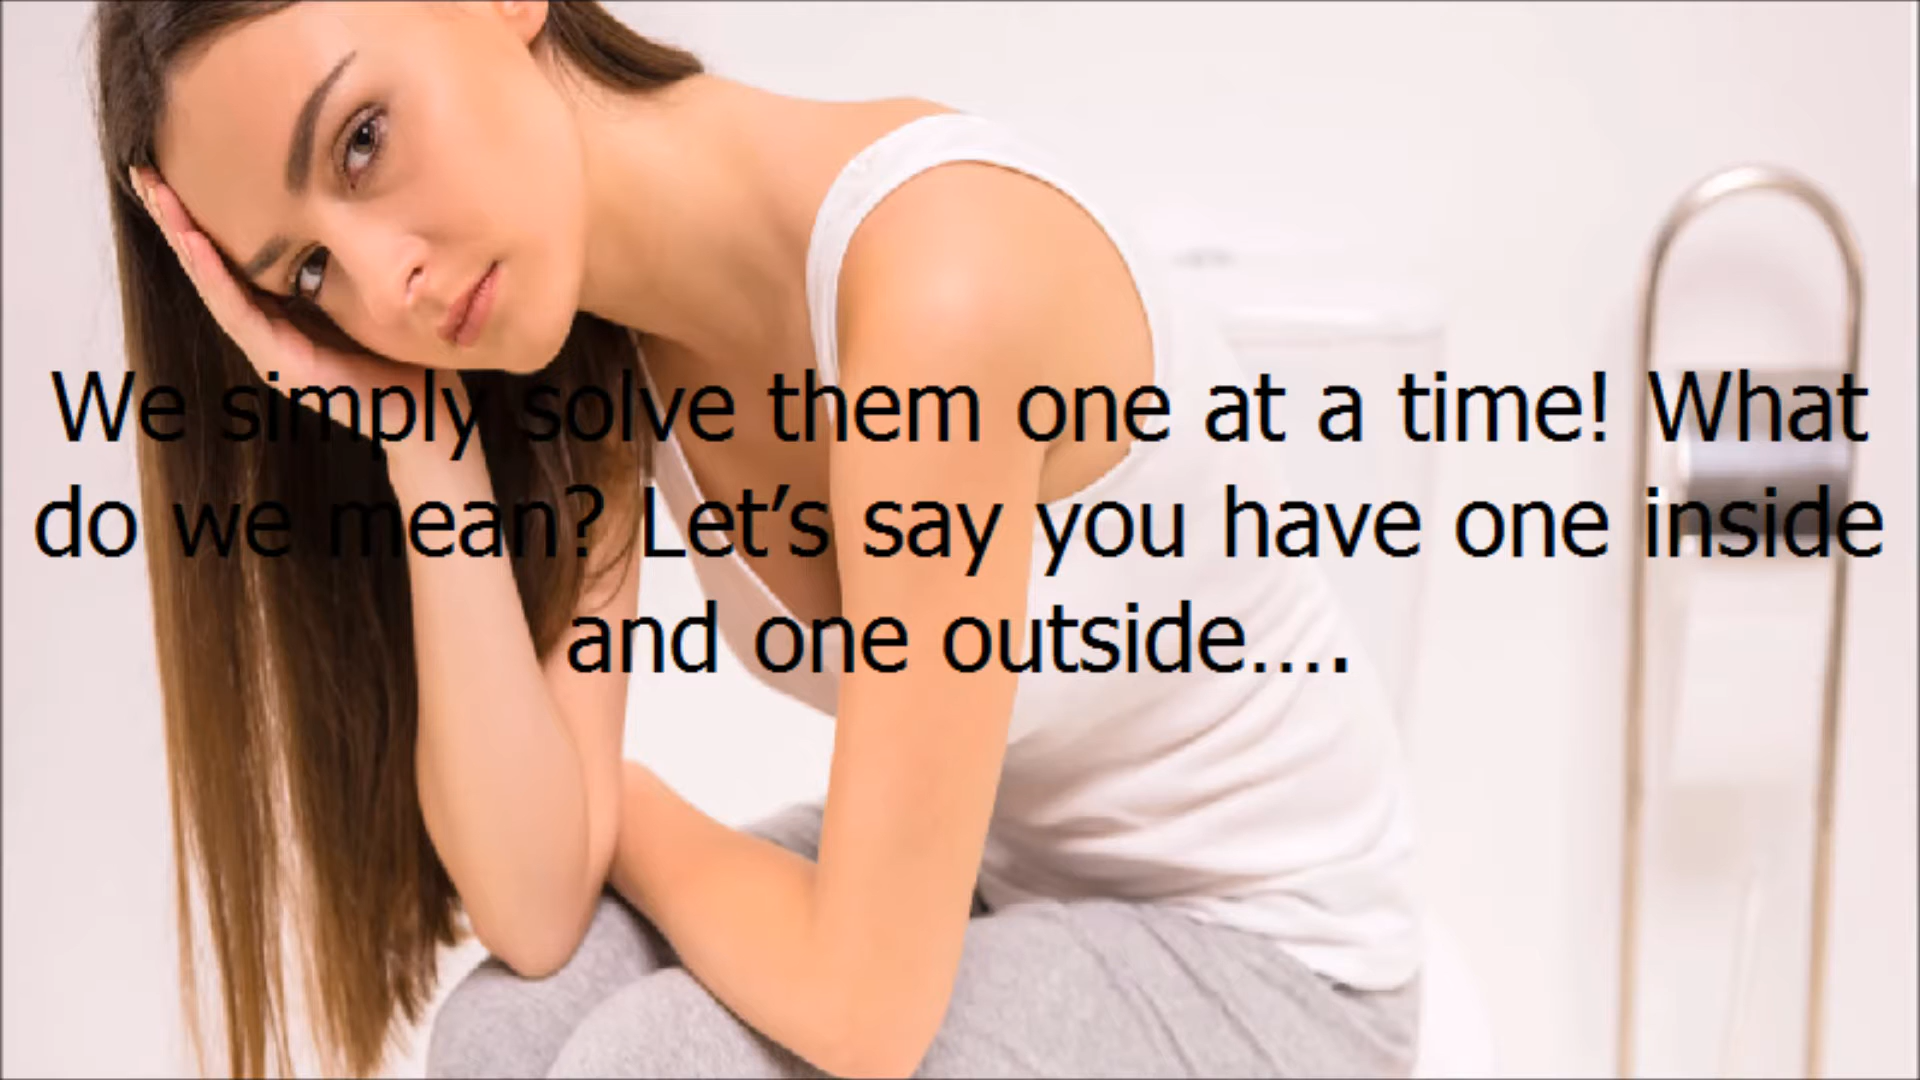 We simply solve them one at a time! What
do we mean? Let’s say you have one inside
and one outside….